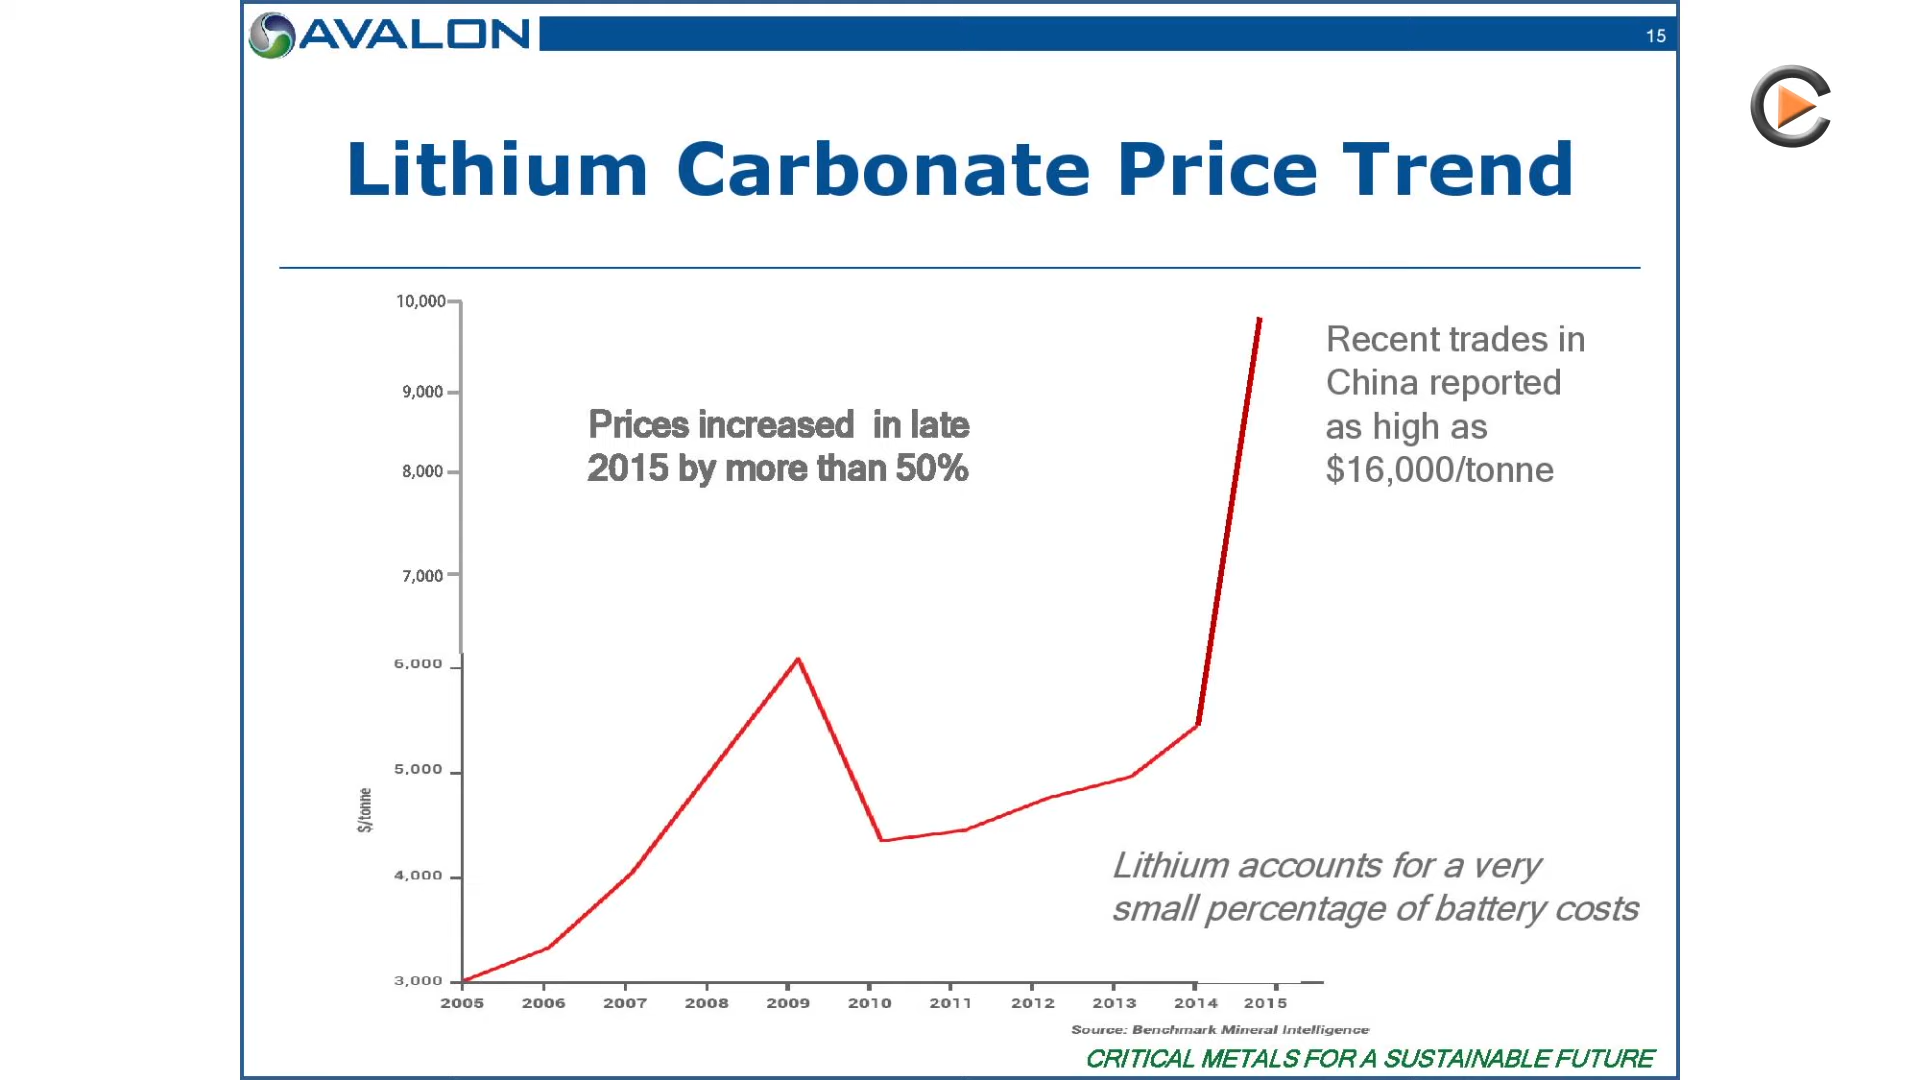 AVALON
15
Lithium Carbonate Price Trend
10,000
9,000
8,000
7,000
6,000
5,000
4,000
3,000
$/tonne
Prices increased in late
2015 by more than 50%
Recent trades in
China reported
as high as
$16,000/tonne
Lithium accounts for a very
small percentage of battery costs
2005 2006 2007 2008 2009 2010 2011 2012 2013 2014 2015
Source: Benchmark Mineral Intelligence
CRITICAL METALS FOR A SUSTAINABLE FUTURE